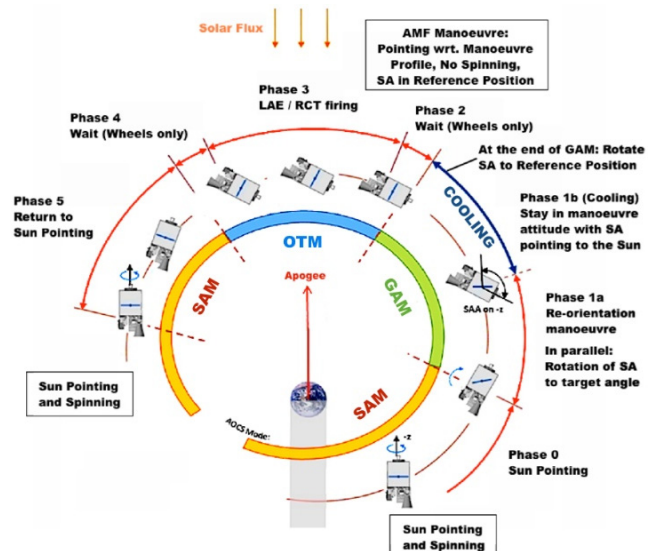 Solar Flux
AMF Manoeuvre:
Pointing wrt. Manoeuvre
Profile, No Spinning,
SA in Reference Position
Phase 3
LAE / RCT firing
Phase 4
Wait (Wheels only)
Phase 2
Wait (Wheels only)
At the end of GAM: Rotate
SA to Reference Position
COOLING
Phase 5
Return to
Sun Pointing
Phase 1b (Cooling)
Stay in manoeuvre
attitude with SA
pointing to the Sun
OTM
SAM
GAM
Apogee
SAA on -z
Phase 1a
Re-orientation
manoeuvre
In parallel:
Rotation of SA
to target angle
Sun Pointing
and Spinning
SAM
AOCS Mode:
-z
Phase 0
Sun Pointing
Sun Pointing
and Spinning